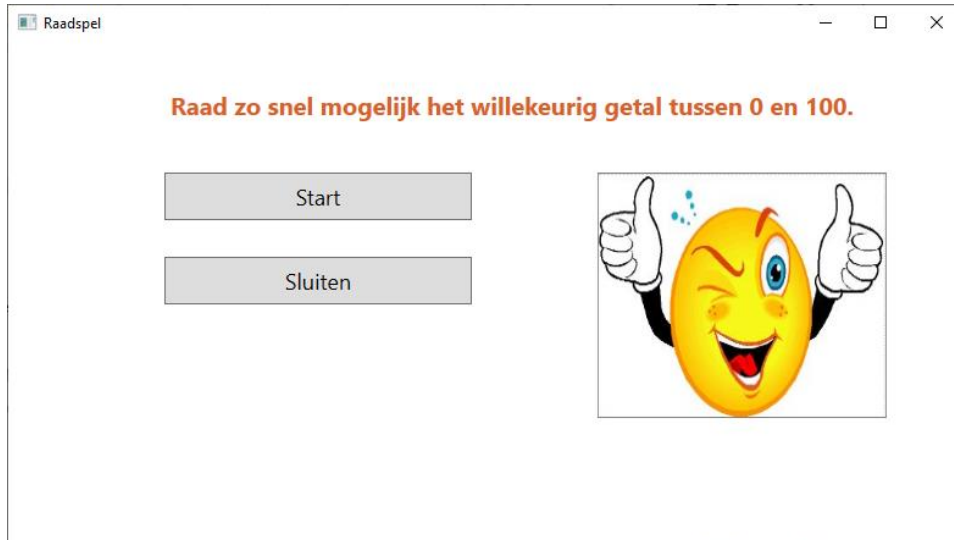 Raadspel
Raad zo snel mogelijk het willekeurig getal tussen 0 en 100.
Start
Sluiten